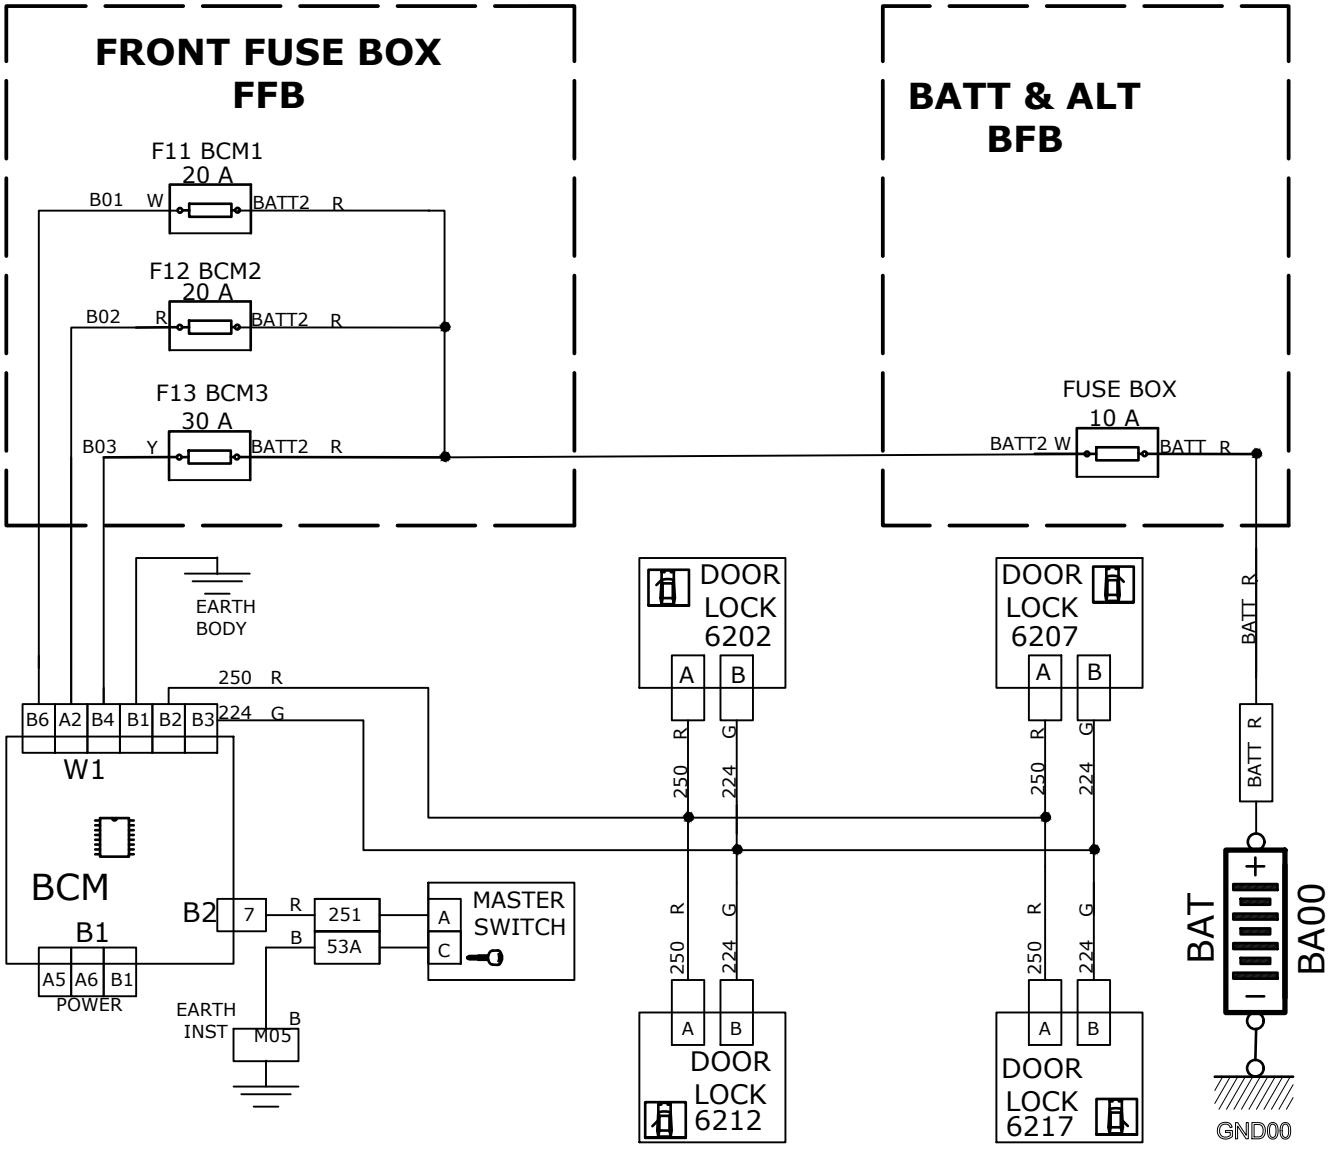 FRONT FUSE BOX
FFB
BATT & ALT
BFB
F11 BCM1
20 A
B01 W BATT2 R
F12 BCM2
20 A
B02 R BATT2 R
F13 BCM3
30 A
B03 Y BATT2 R
FUSE BOX
10 A
BATT2 W BATT R
BATT R
BATT R
EARTH
BODY
250 R
224 G
B6 A2 B4 B1 B2 B3
W1
BCM
B2 7
R 251 A
B 53A C
MASTER
SWITCH
B1
A5 A6 B1
POWER
EARTH
INST
B
M05
DOOR
LOCK
6202
A B
R G
250 224
DOOR
LOCK
6207
A B
R G
250 224
R G
250 224
A B
DOOR
LOCK
6212
R G
250 224
A B
DOOR
LOCK
6217
BAT
+
−
BA00
GND00